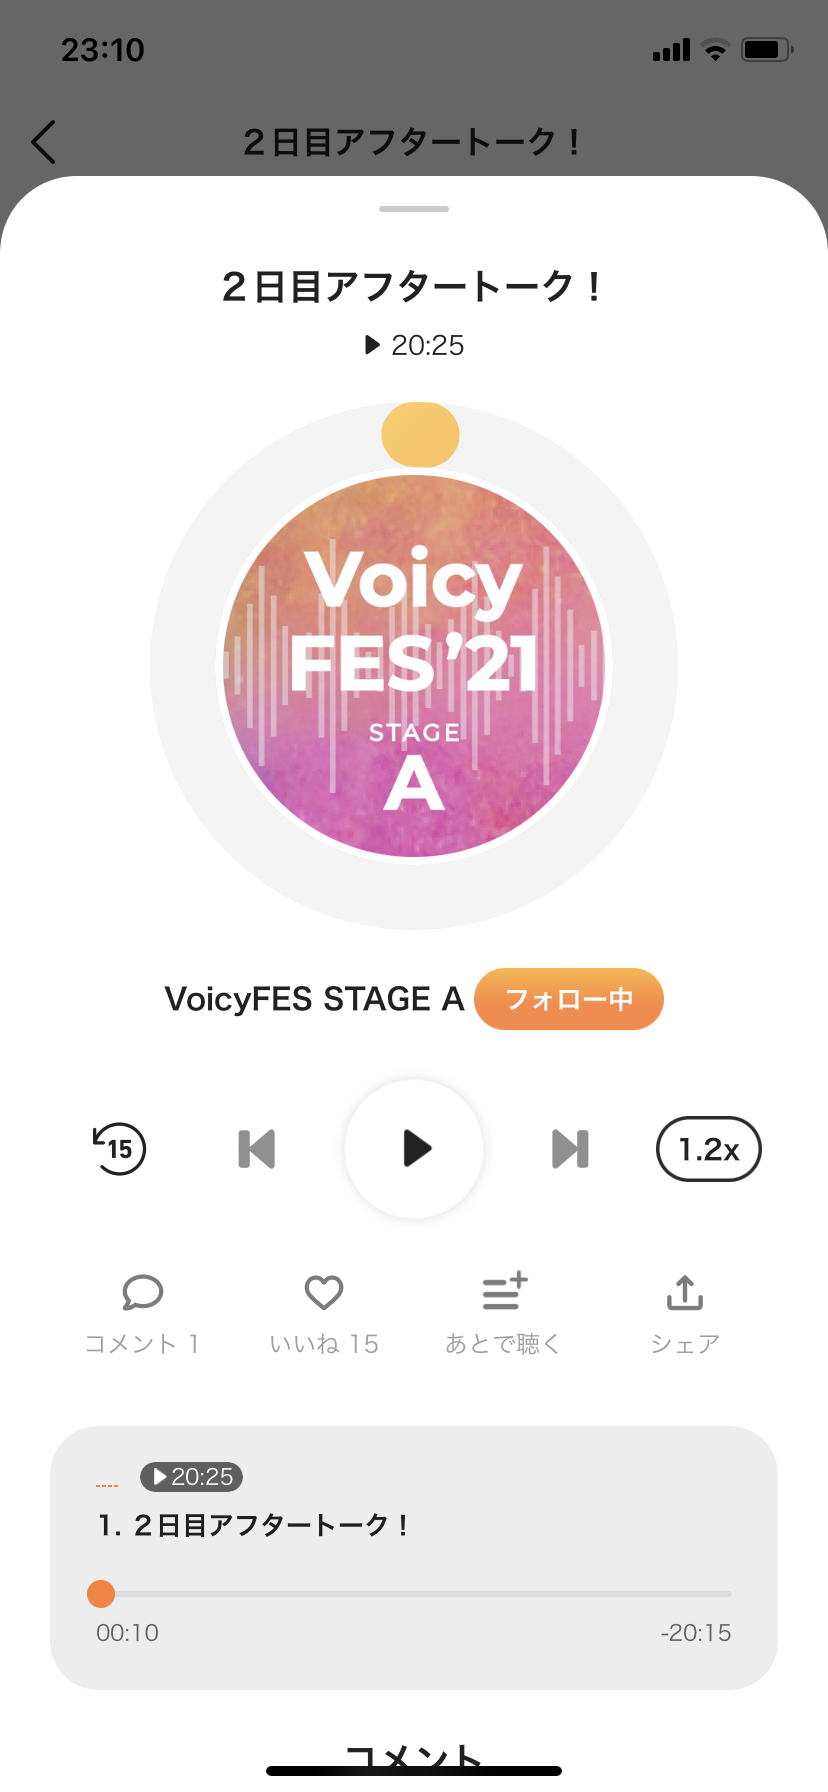 23:10
２日目アフタートーク！
２日目アフタートーク！
20:25
Voicy
FES’21
STAGE
A
VoicyFES STAGE A フォロー中
15
1.2x
コメント 1 いいね 15 あとで聴く シェア
20:25
1. ２日目アフタートーク！
00:10 -20:15
コメント